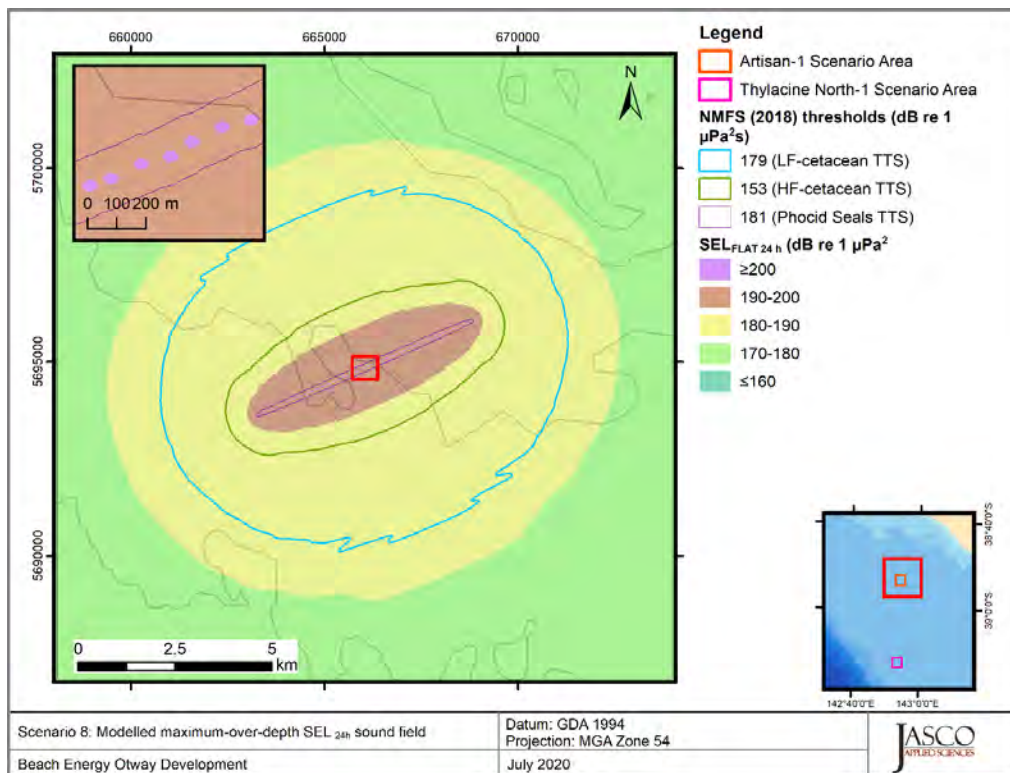 660000
665000
670000
5700000
5695000
5690000
N
0 100 200 m
0 2.5 5
km
Legend
Artisan-1 Scenario Area
Thylacine North-1 Scenario Area
NMFS (2018) thresholds (dB re 1
µPa²s)
179 (LF-cetacean TTS)
153 (HF-cetacean TTS)
181 (Phocid Seals TTS)
SELFLAT 24 h (dB re 1 µPa²
≥200
190-200
180-190
170-180
≤160
38°40'0"S
39°0'0"S
142°40'0"E
143°0'0"E
Scenario 8: Modelled maximum-over-depth SEL 24h sound field
Datum: GDA 1994
Projection: MGA Zone 54
Beach Energy Otway Development
July 2020
JASCO
APPLIED SCIENCES